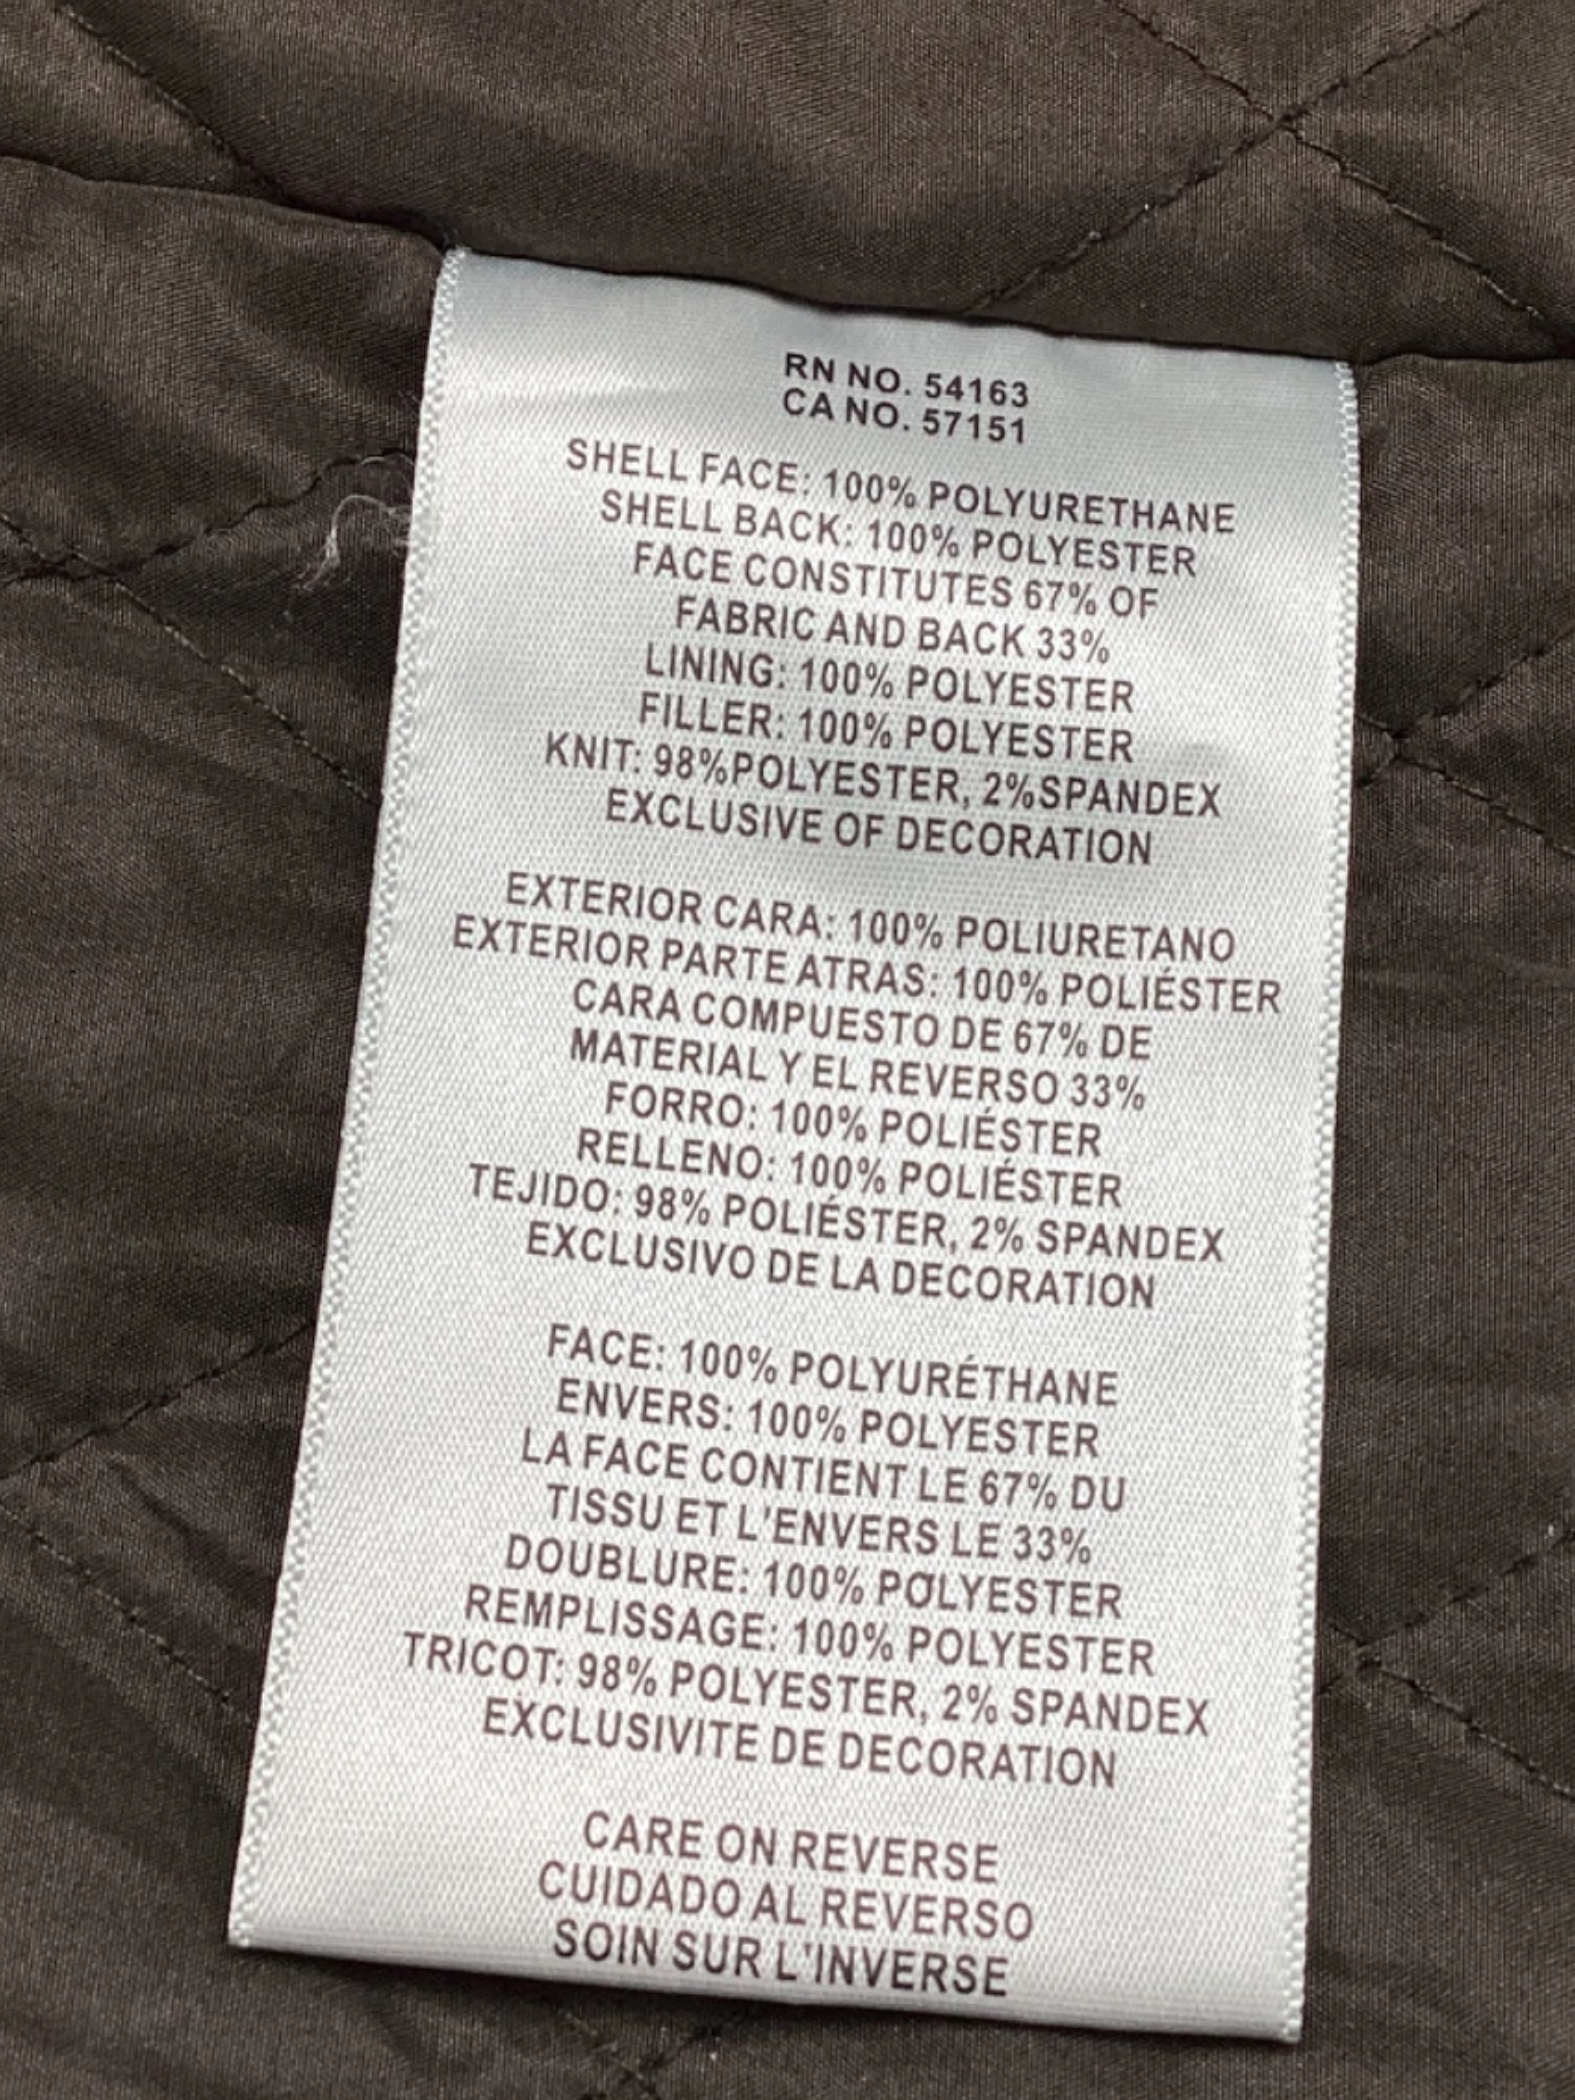 RN NO. 54163
CA NO. 57151
SHELL FACE: 100% POLYURETHANE
SHELL BACK: 100% POLYESTER
FACE CONSTITUTES 67% OF
FABRIC AND BACK 33%
LINING: 100% POLYESTER
FILLER: 100% POLYESTER
KNIT: 98%POLYESTER, 2%SPANDEX
EXCLUSIVE OF DECORATION
EXTERIOR CARA: 100% POLIURETANO
EXTERIOR PARTE ATRAS: 100% POLIÉSTER
CARA COMPUESTO DE 67% DE
MATERIAL Y EL REVERSO 33%
FORRO: 100% POLIÉSTER
RELLENO: 100% POLIÉSTER
TEJIDO: 98% POLIÉSTER, 2% SPANDEX
EXCLUSIVO DE LA DECORATION
FACE: 100% POLYURÉTHANE
ENVERS: 100% POLYESTER
LA FACE CONTIENT LE 67% DU
TISSU ET L'ENVERS LE 33%
DOUBLURE: 100% POLYESTER
REMPLISSAGE: 100% POLYESTER
TRICOT: 98% POLYESTER, 2% SPANDEX
EXCLUSIVITE DE DECORATION
CARE ON REVERSE
CUIDADO AL REVERSO
SOIN SUR L'INVERSE